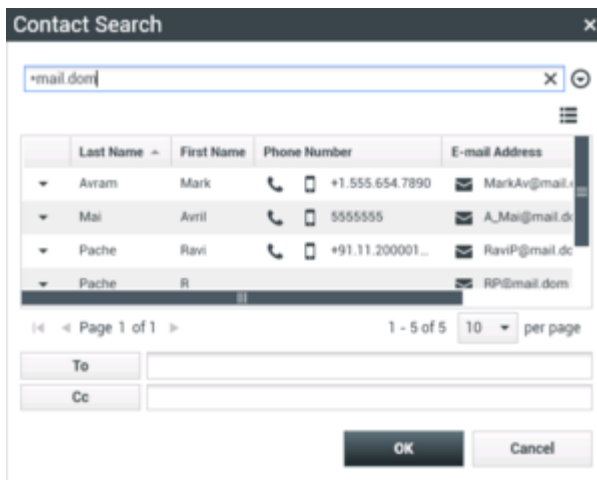 Contact Search ×
*mail.dom
Last Name First Name Phone Number E-mail Address
Avram Mark +1.555.654.7890 MarkAv@mail.
Mai Avril 5555555 A_Mai@mail.do
Pache Ravi +91.11.200001... RaviP@mail.dc
Pache R RP@mail.dom
Page 1 of 1 1 - 5 of 5 10 per page
To
Cc
OK Cancel